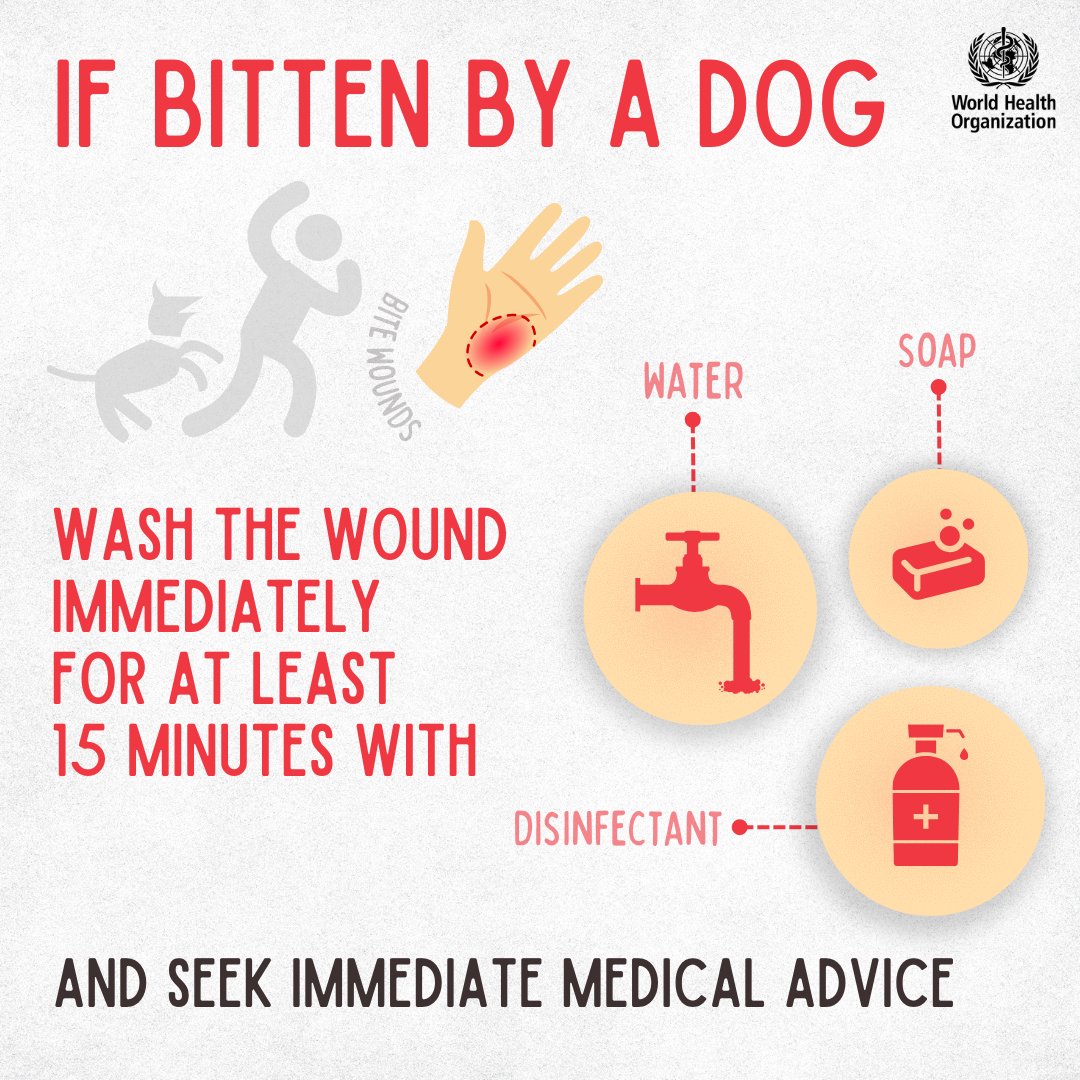 IF BITTEN BY A DOG
World Health
Organization
BITE WOUNDS
WATER
SOAP
WASH THE WOUND
IMMEDIATELY
FOR AT LEAST
15 MINUTES WITH
DISINFECTANT
AND SEEK IMMEDIATE MEDICAL ADVICE